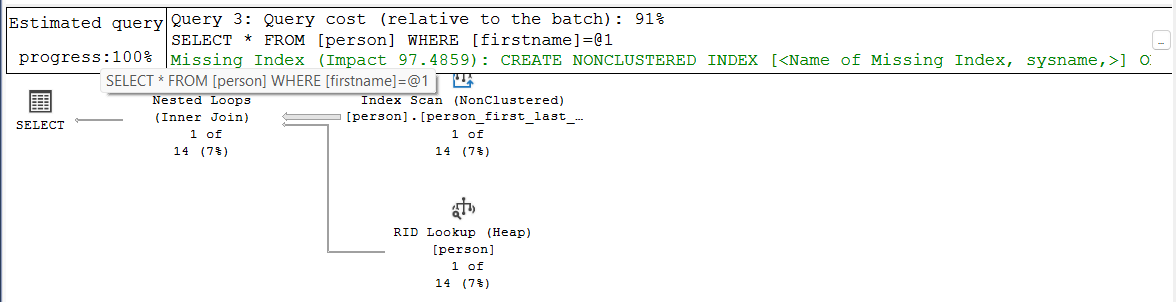 Estimated query
progress:100%
Query 3: Query cost (relative to the batch): 91%
SELECT * FROM [person] WHERE [firstname]=@1
Missing Index (Impact 97.4859): CREATE NONCLUSTERED INDEX [<Name of Missing Index, sysname,>]
...
SELECT * FROM [person] WHERE [firstname]=@1
SELECT
Nested Loops
(Inner Join)
1 of
14 (7%)
Index Scan (NonClustered)
[person].[person_first_last_…
1 of
14 (7%)
RID Lookup (Heap)
[person]
1 of
14 (7%)